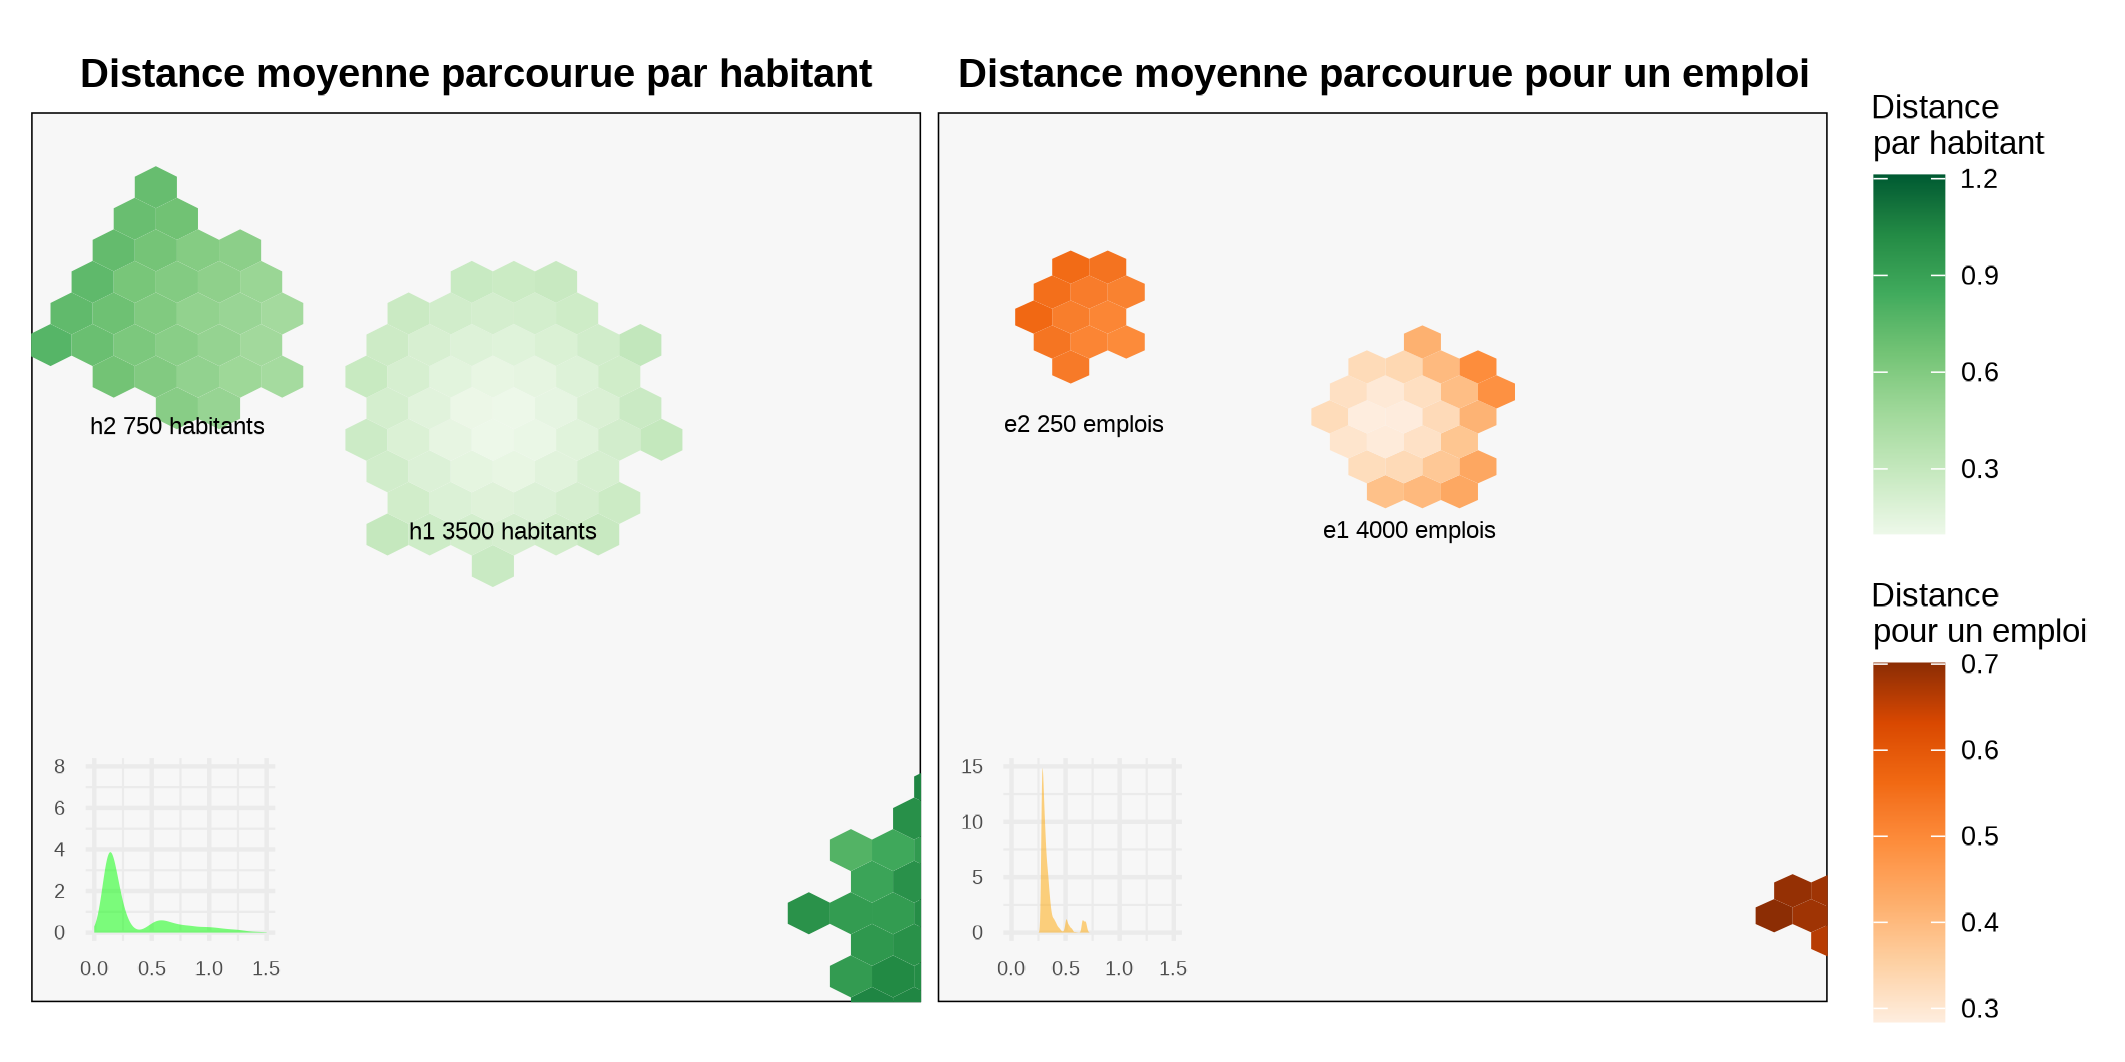 Distance moyenne parcourue par habitant
Distance moyenne parcourue pour un emploi
h2 750 habitants
h1 3500 habitants
8
6
4
2
0
0.0 0.5 1.0 1.5
e2 250 emplois
e1 4000 emplois
15
10
5
0
0.0 0.5 1.0 1.5
Distance
par habitant
1.2
0.9
0.6
0.3
Distance
pour un emploi
0.7
0.6
0.5
0.4
0.3